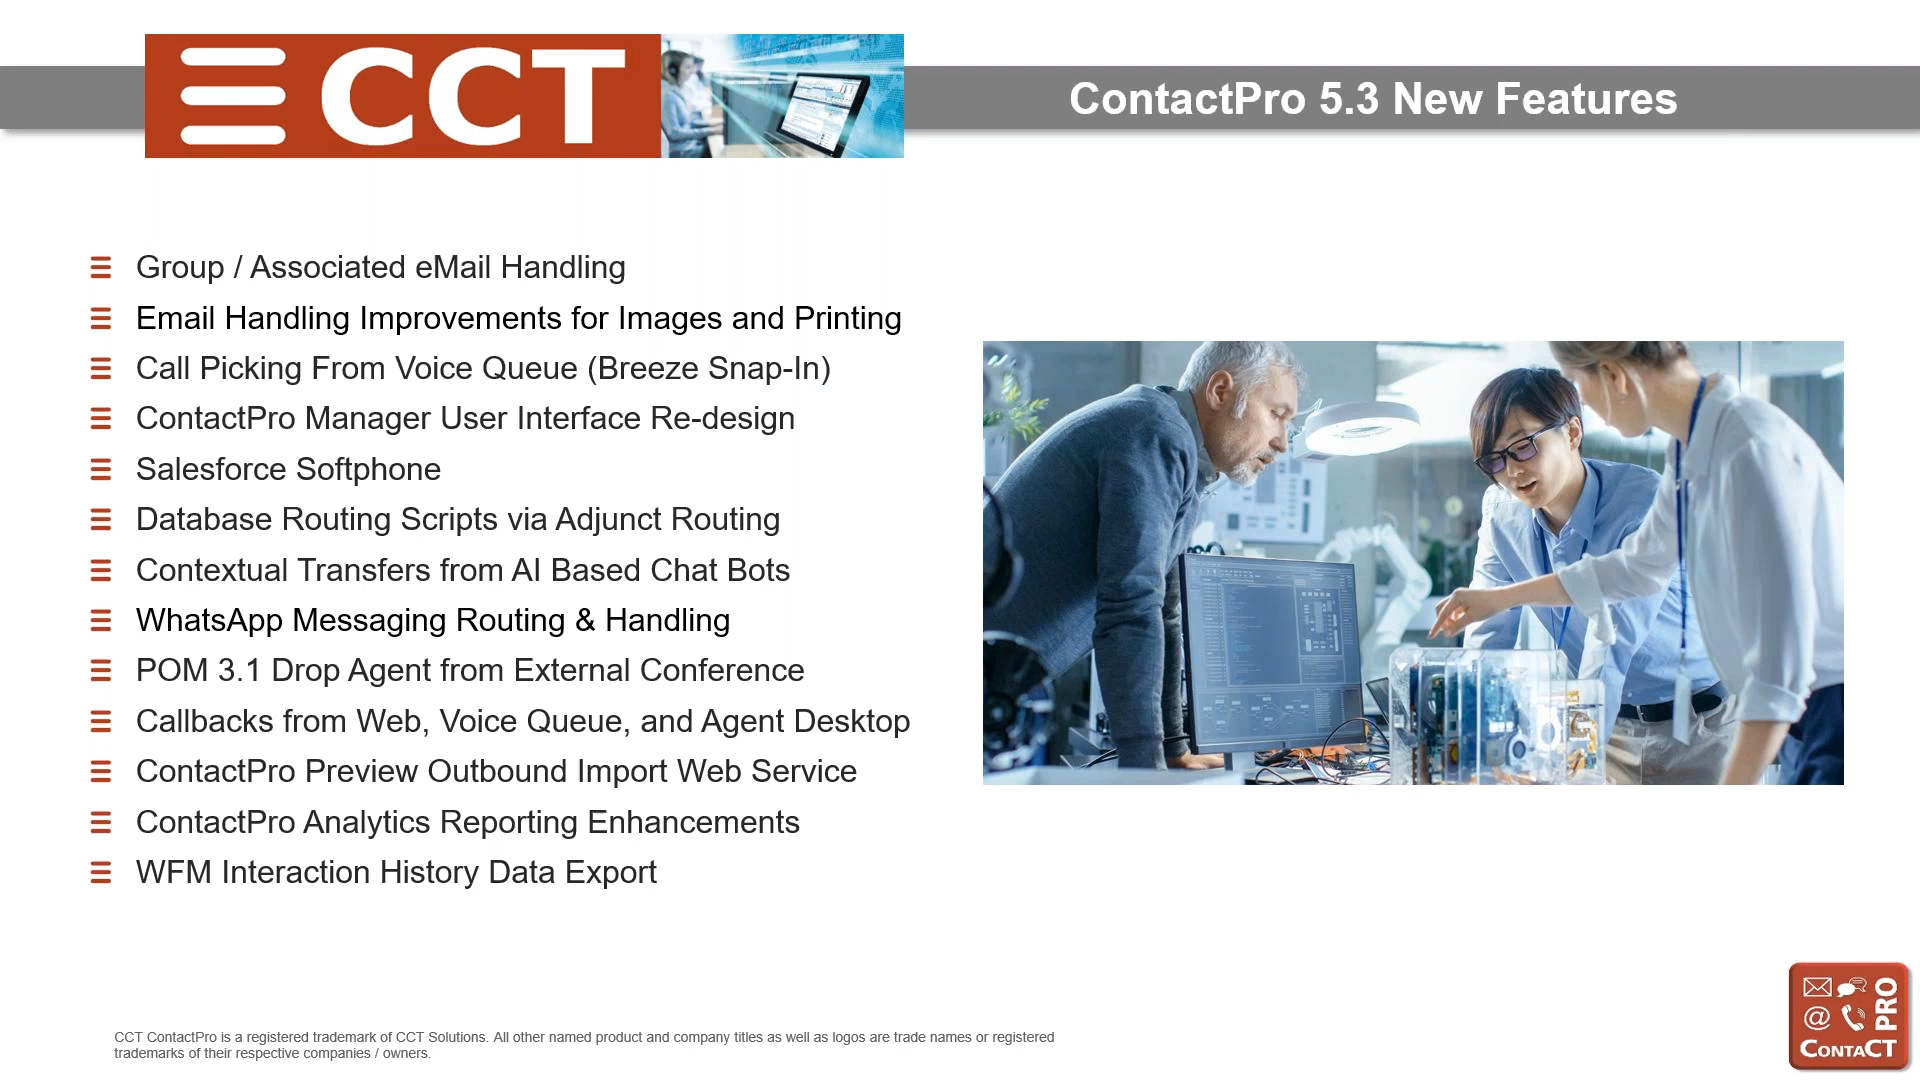 CCT
ContactPro 5.3 New Features
Group / Associated eMail Handling
Email Handling Improvements for Images and Printing
Call Picking From Voice Queue (Breeze Snap-In)
ContactPro Manager User Interface Re-design
Salesforce Softphone
Database Routing Scripts via Adjunct Routing
Contextual Transfers from AI Based Chat Bots
WhatsApp Messaging Routing & Handling
POM 3.1 Drop Agent from External Conference
Callbacks from Web, Voice Queue, and Agent Desktop
ContactPro Preview Outbound Import Web Service
ContactPro Analytics Reporting Enhancements
WFM Interaction History Data Export
CCT ContactPro is a registered trademark of CCT Solutions. All other named product and company titles as well as logos are trade names or registered
trademarks of their respective companies / owners.
@
PRO
CONTACT